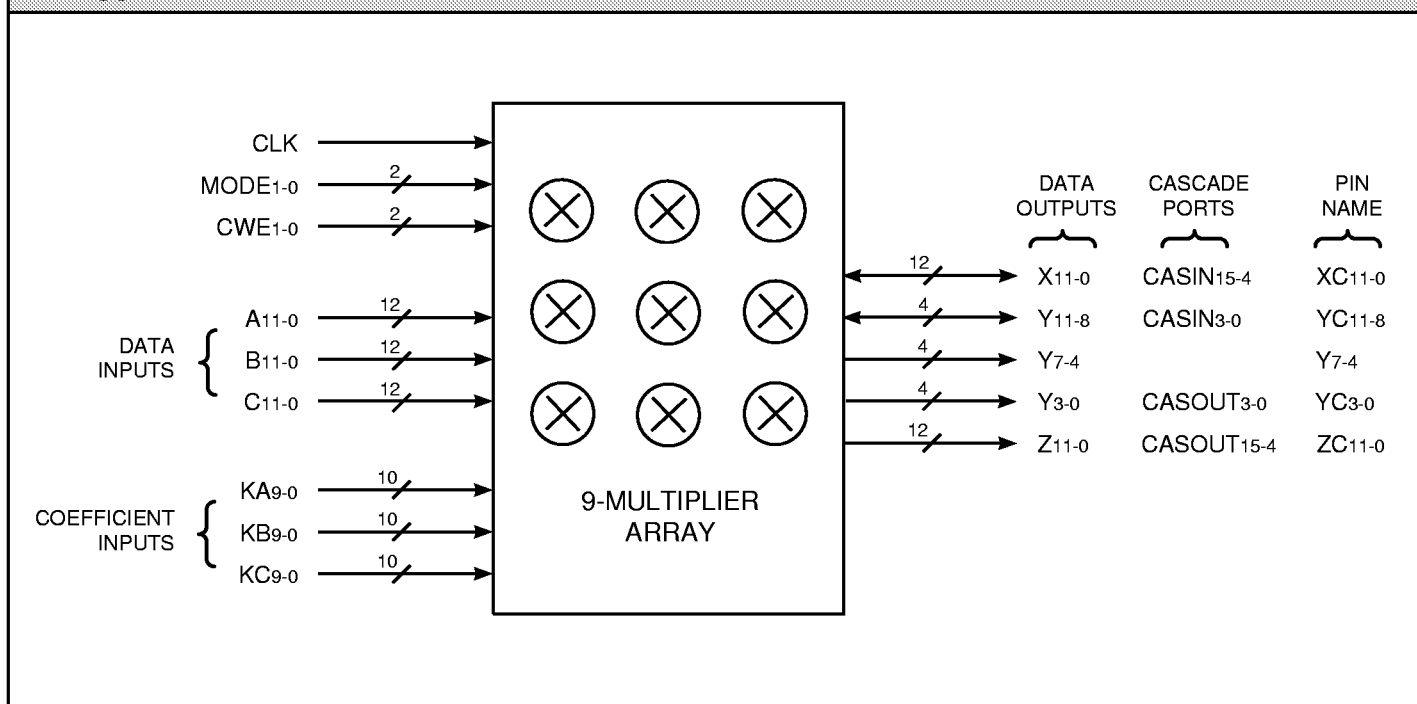 CLK
MODE1-0 2
CWE1-0 2
DATA
INPUTS
A11-0 12
B11-0 12
C11-0 12
COEFFICIENT
INPUTS
KA9-0 10
KB9-0 10
KC9-0 10
9-MULTIPLIER
ARRAY
DATA
OUTPUTS
CASCADE
PORTS
PIN
NAME
12 X11-0 CASIN15-4 XC11-0
4 Y11-8 CASIN3-0 YC11-8
4 Y7-4 Y7-4
4 Y3-0 CASOUT3-0 YC3-0
12 Z11-0 CASOUT15-4 ZC11-0